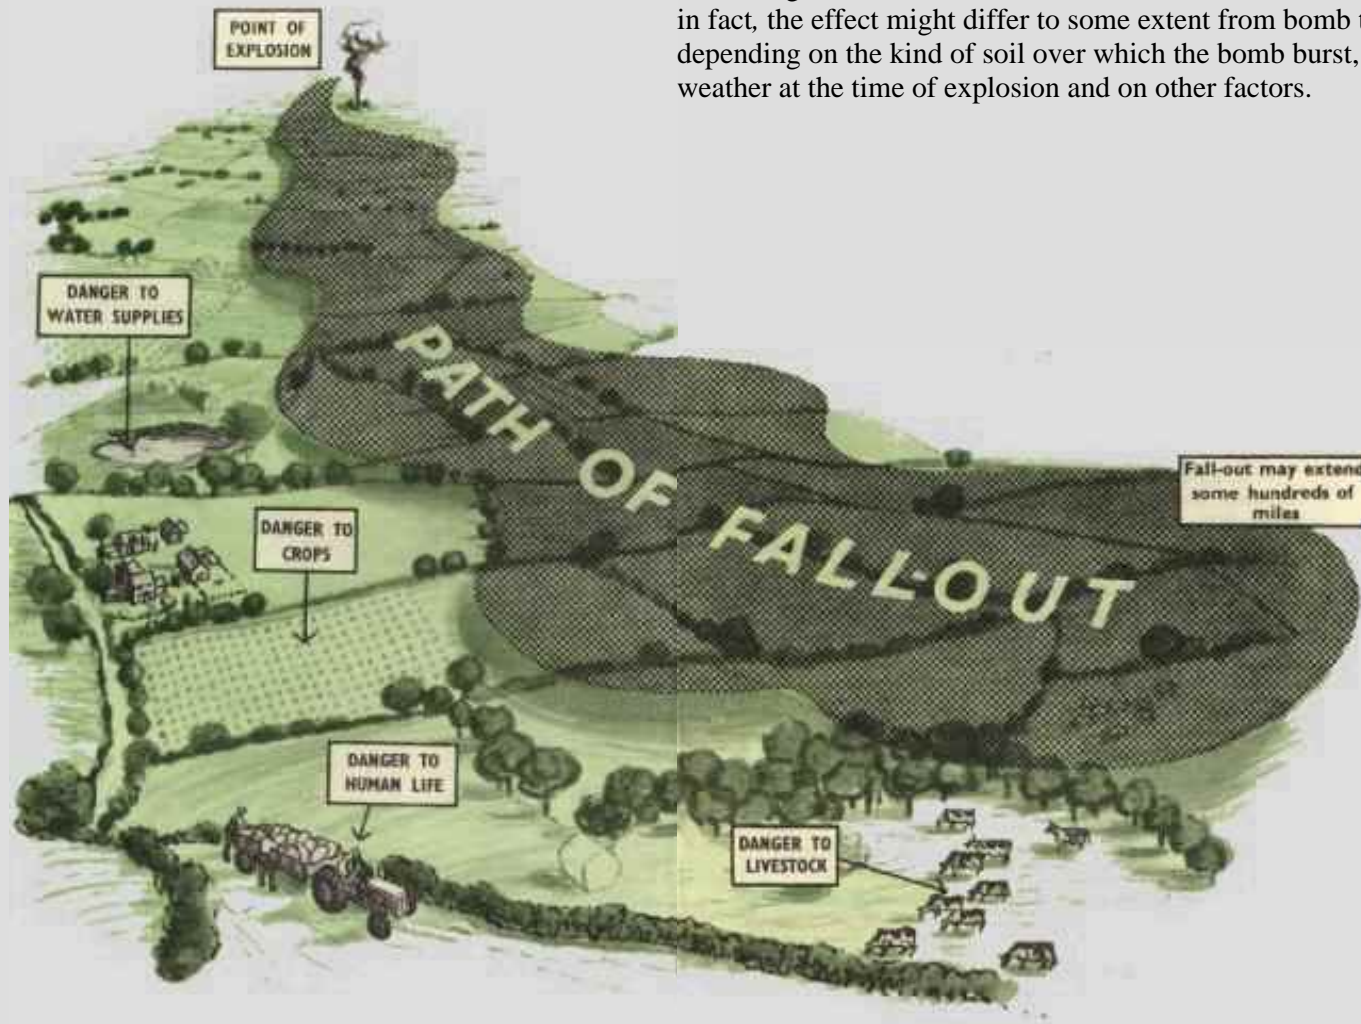 in fact, the effect might differ to some extent from bomb
depending on the kind of soil over which the bomb burst,
weather at the time of explosion and on other factors.
POINT OF
EXPLOSION
DANGER TO
WATER SUPPLIES
PATH OF FALL-OUT
Fall-out may extend
some hundreds of
miles
DANGER TO
CROPS
DANGER TO
HUMAN LIFE
DANGER TO
LIVESTOCK